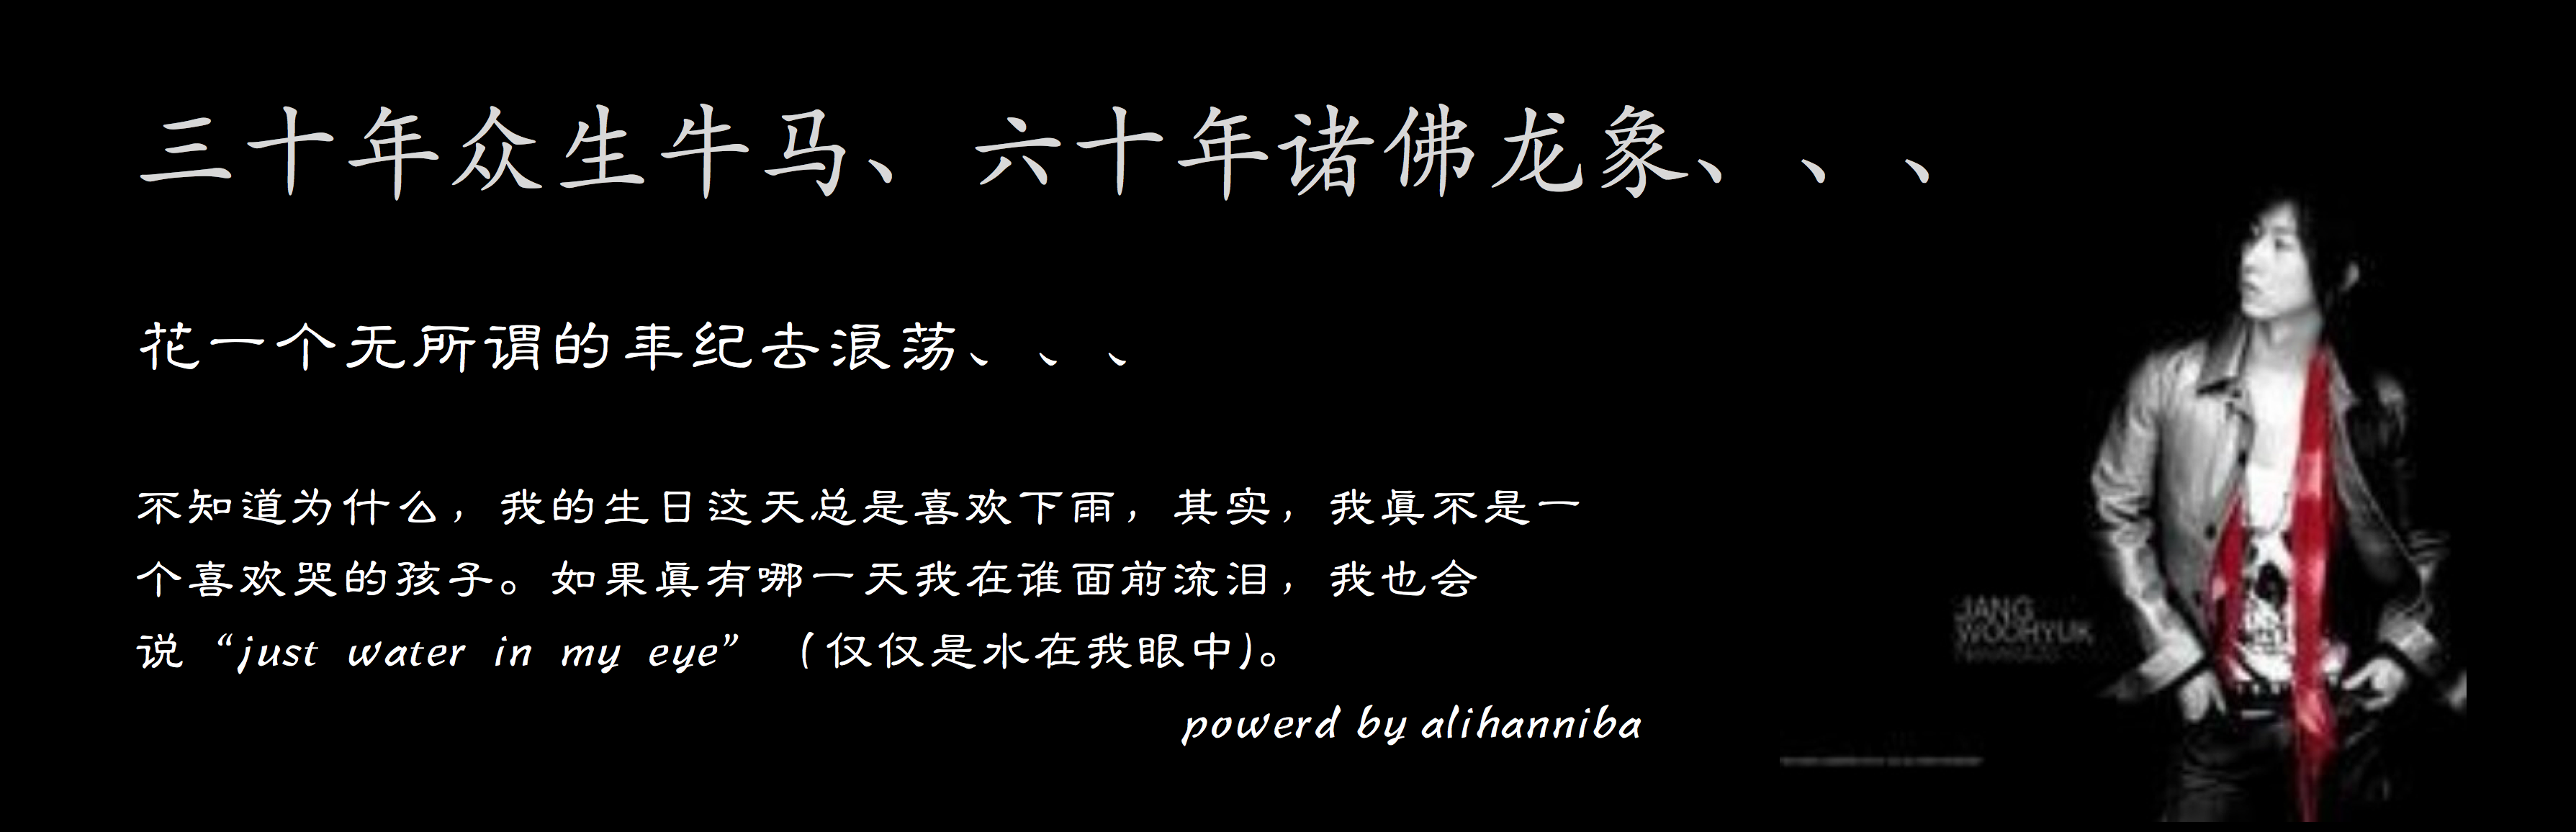 三十年众生牛马、六十年诸佛龙象、、、
花一个无所谓的年纪去浪荡、、、
不知道为什么，我的生日这天总是喜欢下雨，其实，我真不是一
个喜欢哭的孩子。如果真有哪一天我在谁面前流泪，我也会
说“just water in my eye”（仅仅是水在我眼中)。
powerd by alihanniba
JANG
WOOHYUK